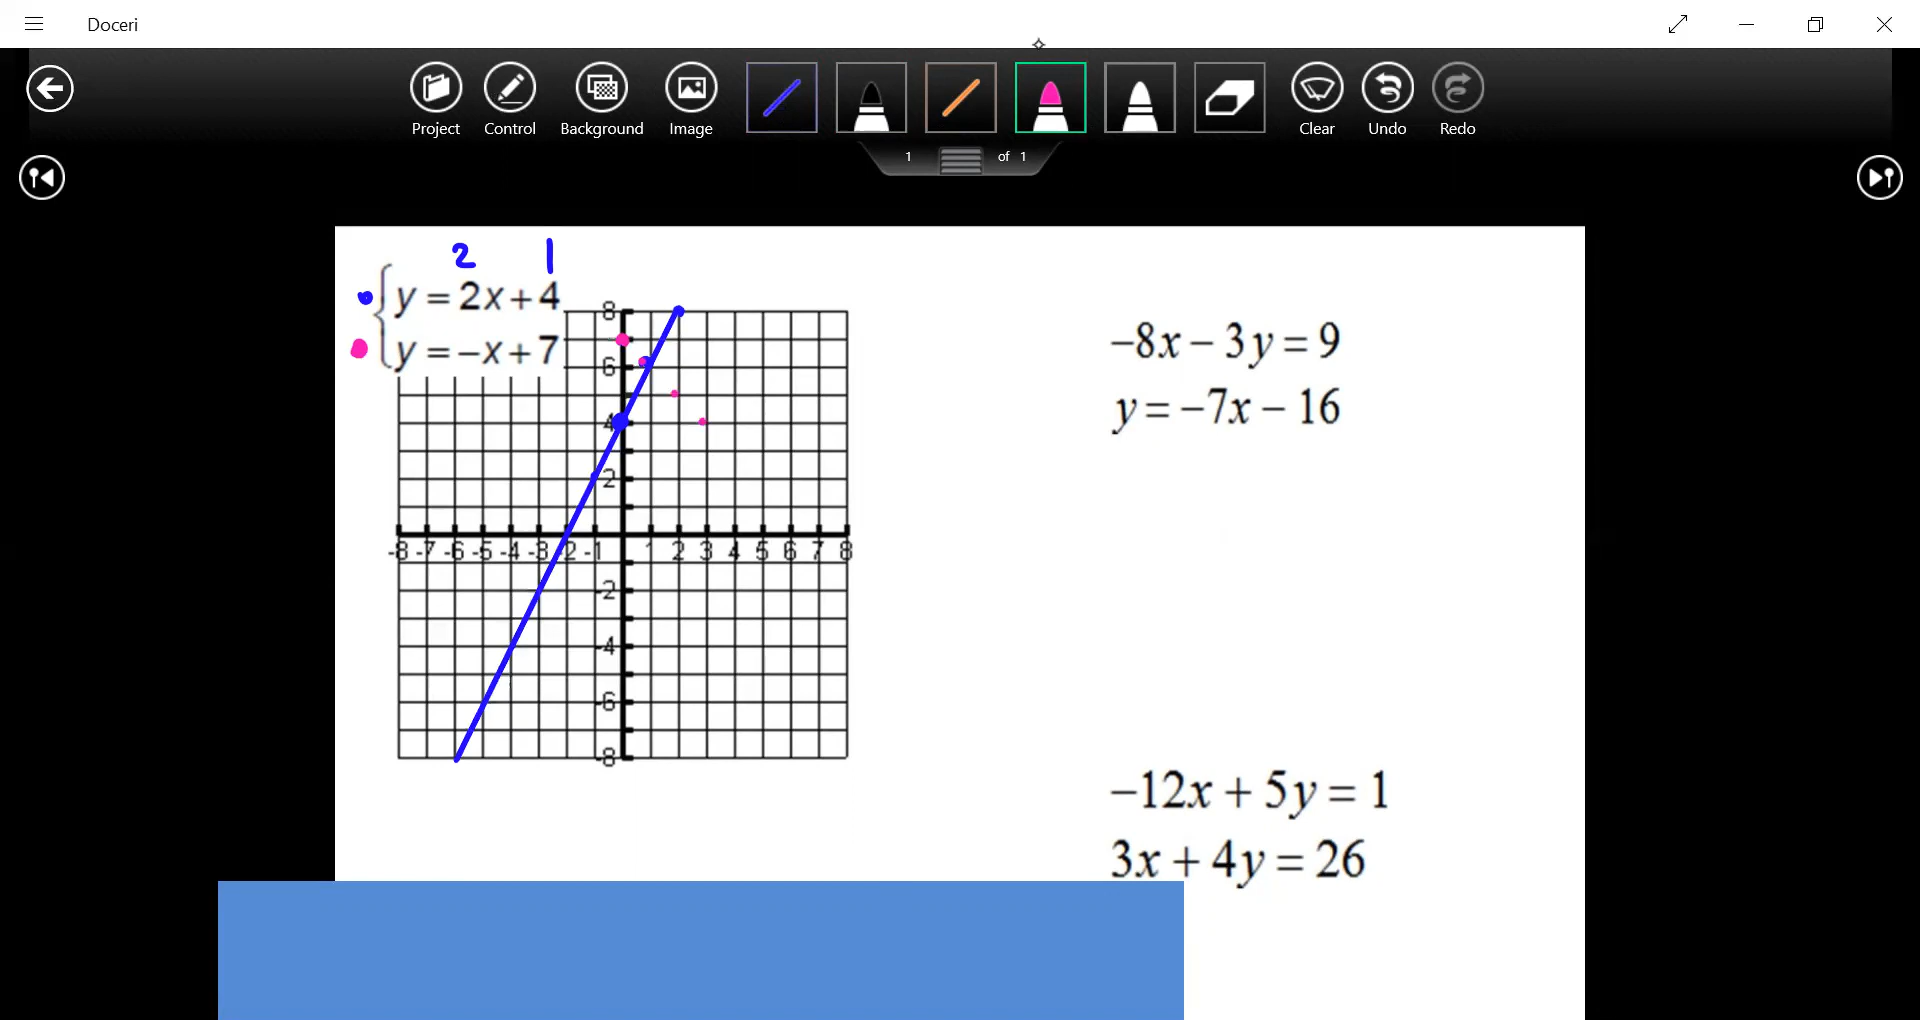 Doceri
Project Control Background Image Clear Undo Redo
1 of 1
2 1
y = 2x + 4
y = −x + 7
8
6
4
2
-8 -7 -6 -5 -4 -3 -2 -1 1 2 3 4 5 6 7 8
-2
-4
-6
-8
−8x − 3y = 9
y = −7x − 16
−12x + 5y = 1
3x + 4y = 26